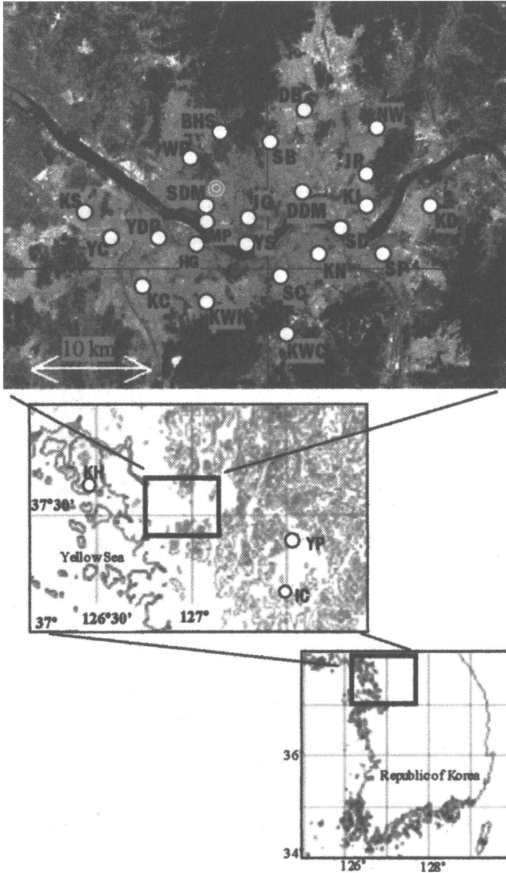 DB
NW
BHS
SB
WP
JR
SDM
JG
DDM
KJ
KS
KD
YC
YDP
MP
YS
SD
HG
KN
SP
KC
SC
KWN
KWC
10 km
KH
37°30'
YP
Yellow Sea
IC
126°30'
127°
37°
36°
Republic of Korea
34°
126°
128°